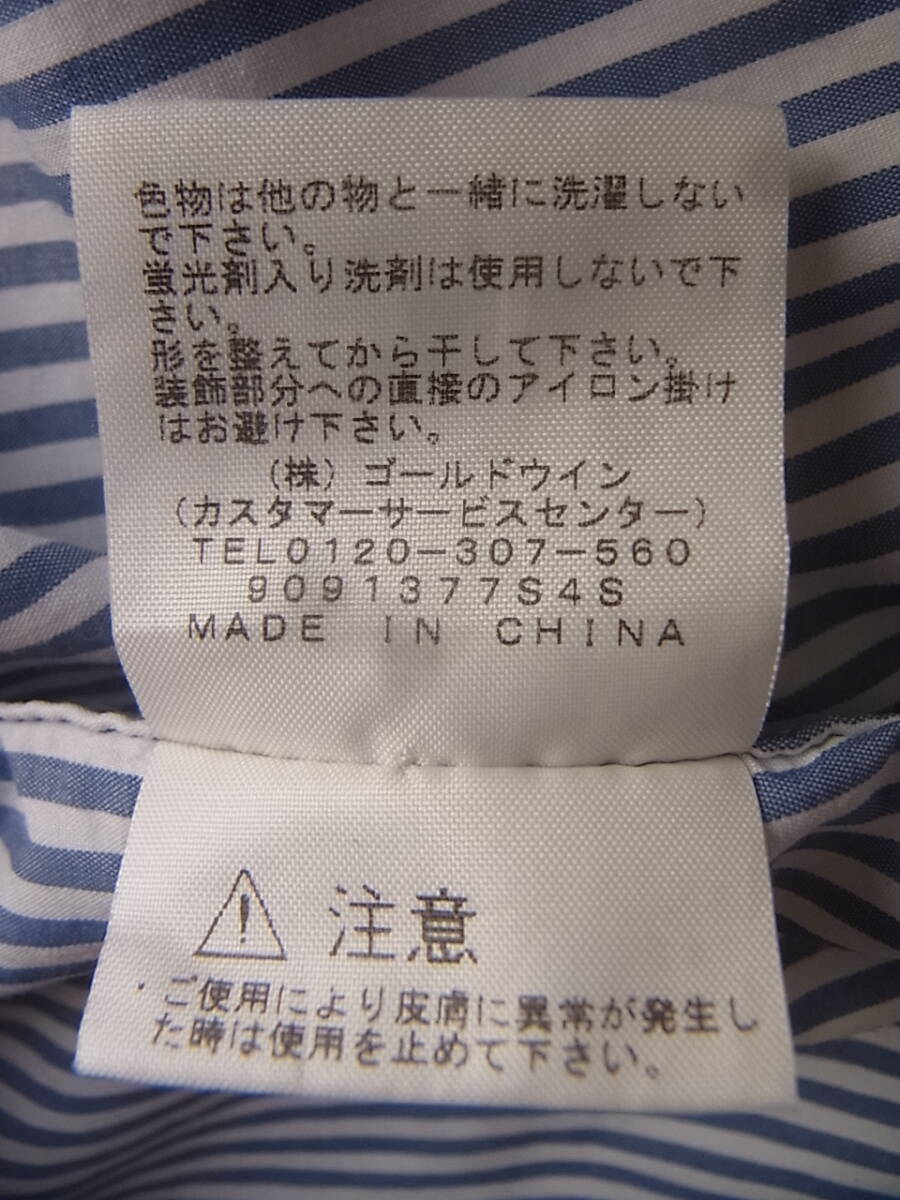 色物は他の物と一緒に洗濯しない
で下さい。
蛍光剤入り洗剤は使用しないで下
さい。
形を整えてから干して下さい。
装飾部分への直接のアイロン掛け
はお避け下さい。
(株)ゴールドウイン
(カスタマーサービスセンター)
TEL0120-307-560
9091377S4S
MADE IN CHINA
注意
・ご使用により皮膚に異常が発生し
た時は使用を止めて下さい。